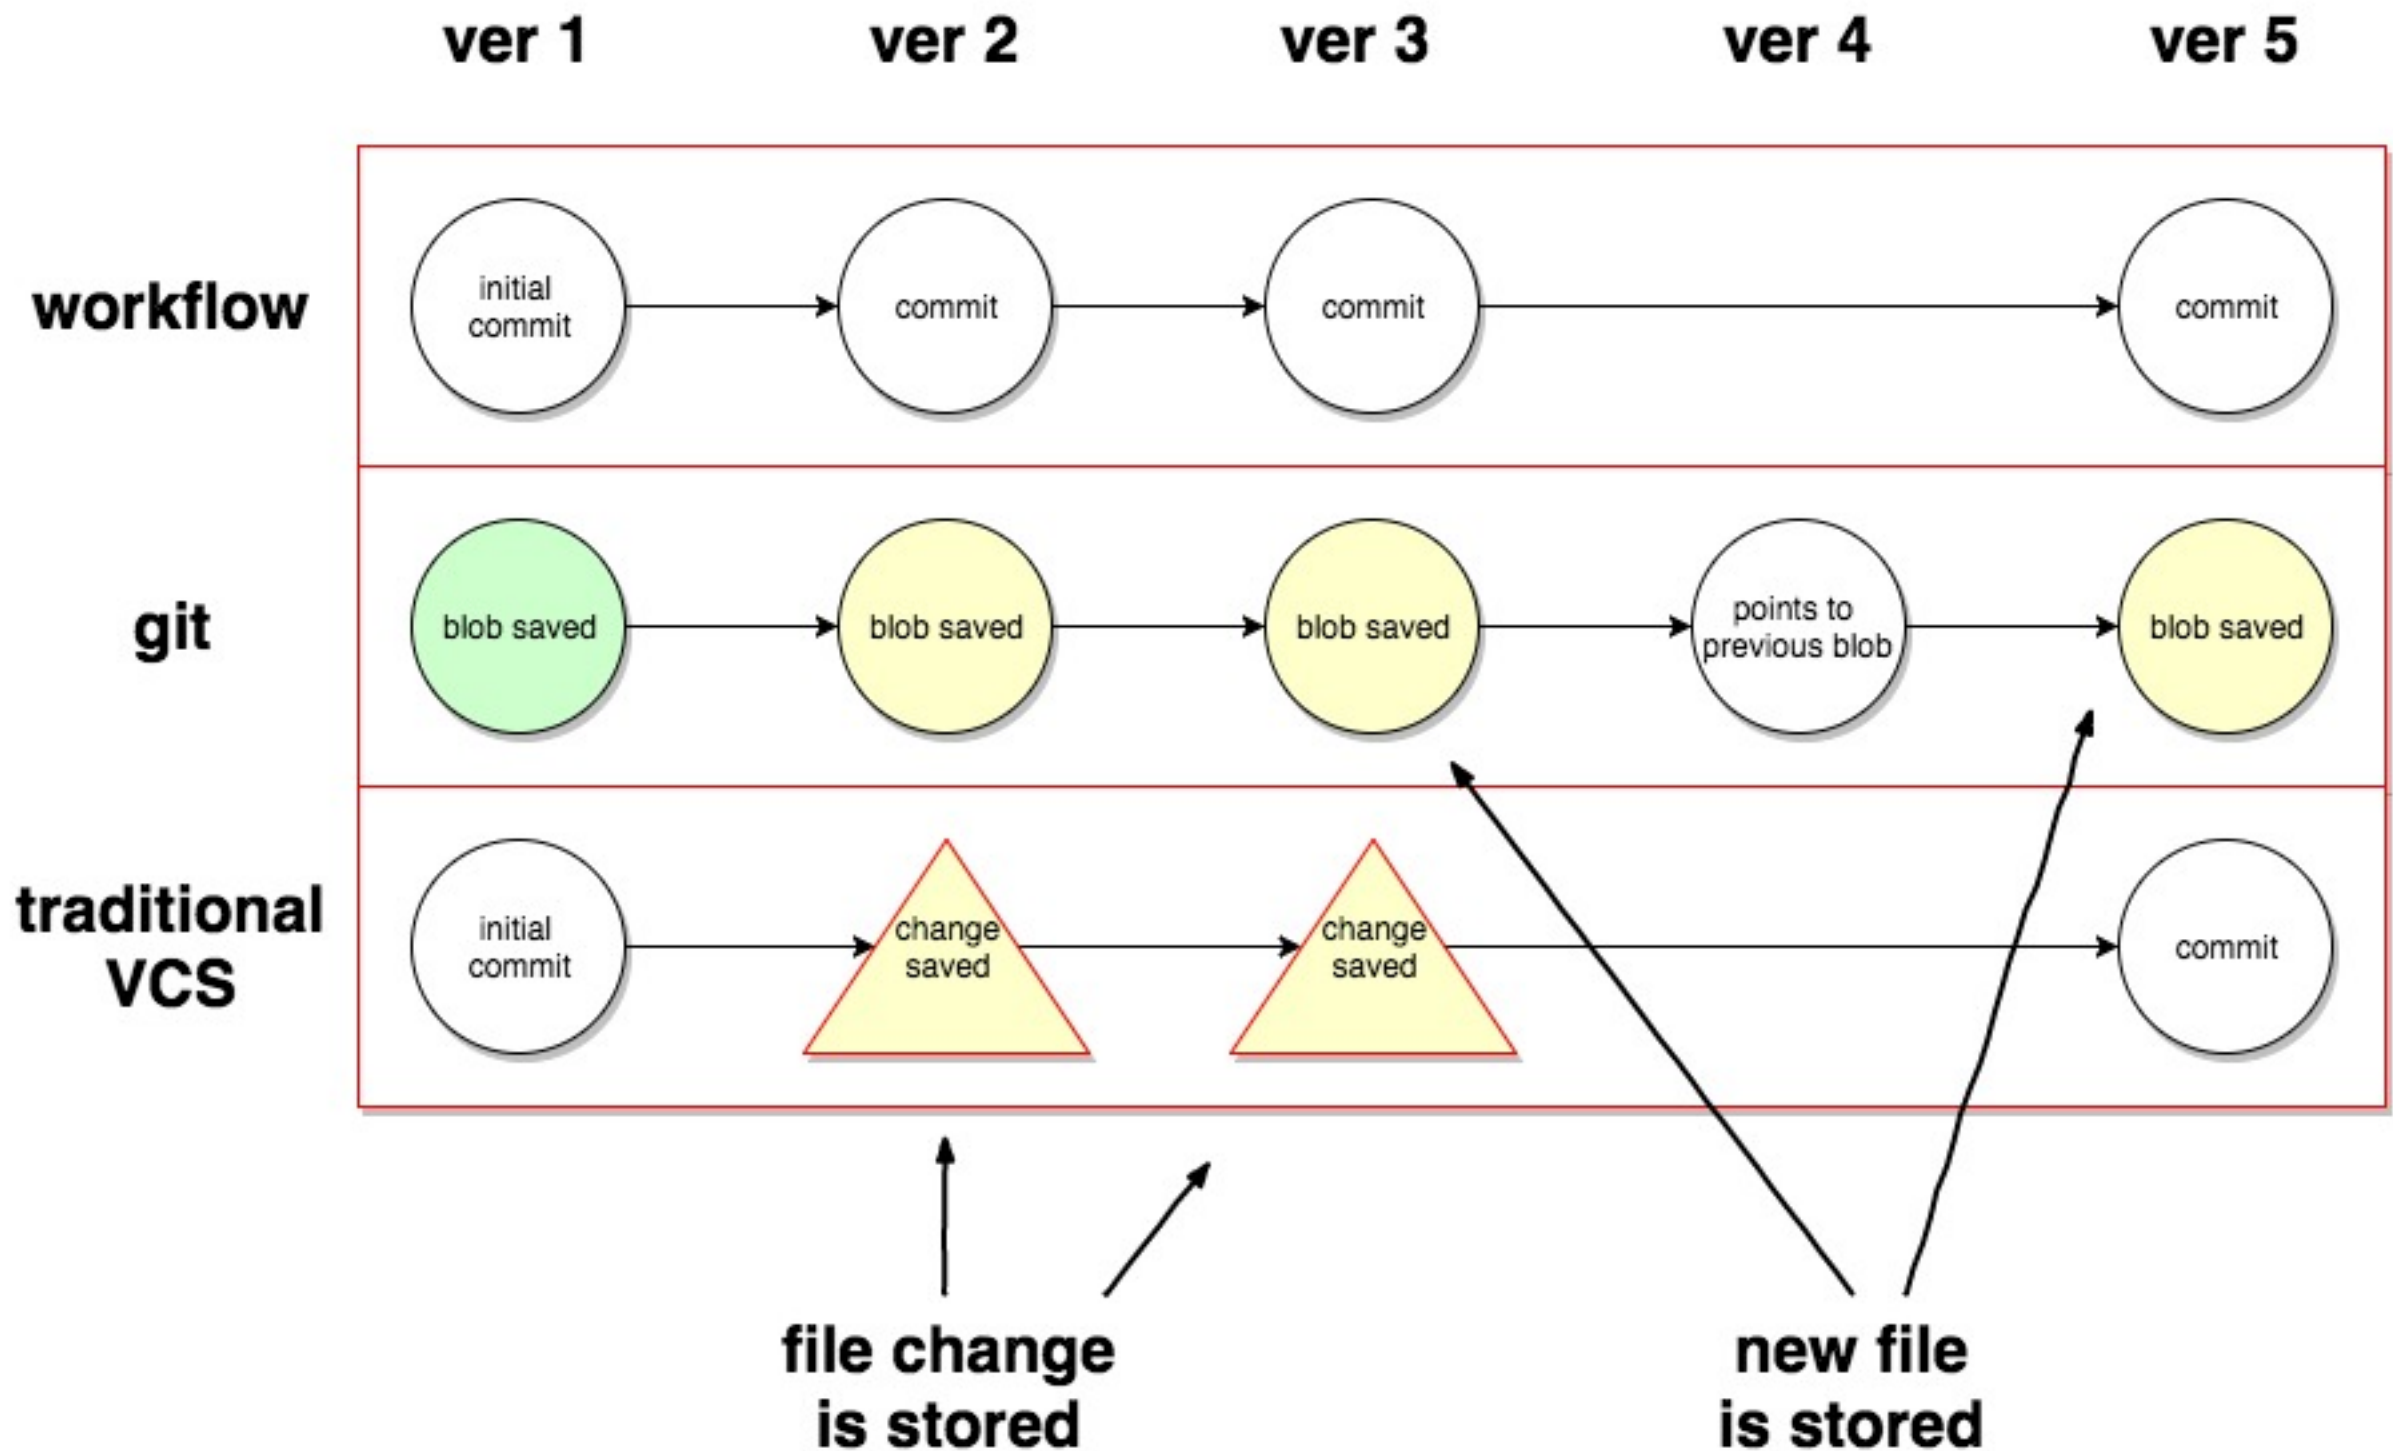 ver 1
ver 2
ver 3
ver 4
ver 5
workflow
initial
commit
commit
commit
commit
git
blob saved
blob saved
blob saved
points to
previous blob
blob saved
traditional
VCS
initial
commit
change
saved
change
saved
commit
file change
is stored
new file
is stored